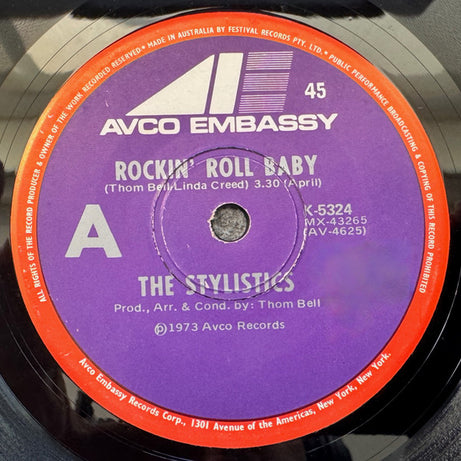 ALL RIGHTS OF THE RECORD PRODUCER & OWNER OF THE WORK RECORDED RESERVED • MADE IN AUSTRALIA BY FESTIVAL RECORDS PTY. LTD. • PUBLIC PERFORMANCE BROADCASTING & COPYING OF THIS RECORD PROHIBITED
AVCO EMBASSY
45
ROCKIN' ROLL BABY
(Thom Bell-Linda Creed) 3.30 (April)
A
K-5324
MX-43265
(AV-4625)
THE STYLISTICS
Prod., Arr. & Cond. by: Thom Bell
Ⓟ1973 Avco Records
Avco Embassy Records Corp., 1301 Avenue of the Americas, New York, New York.